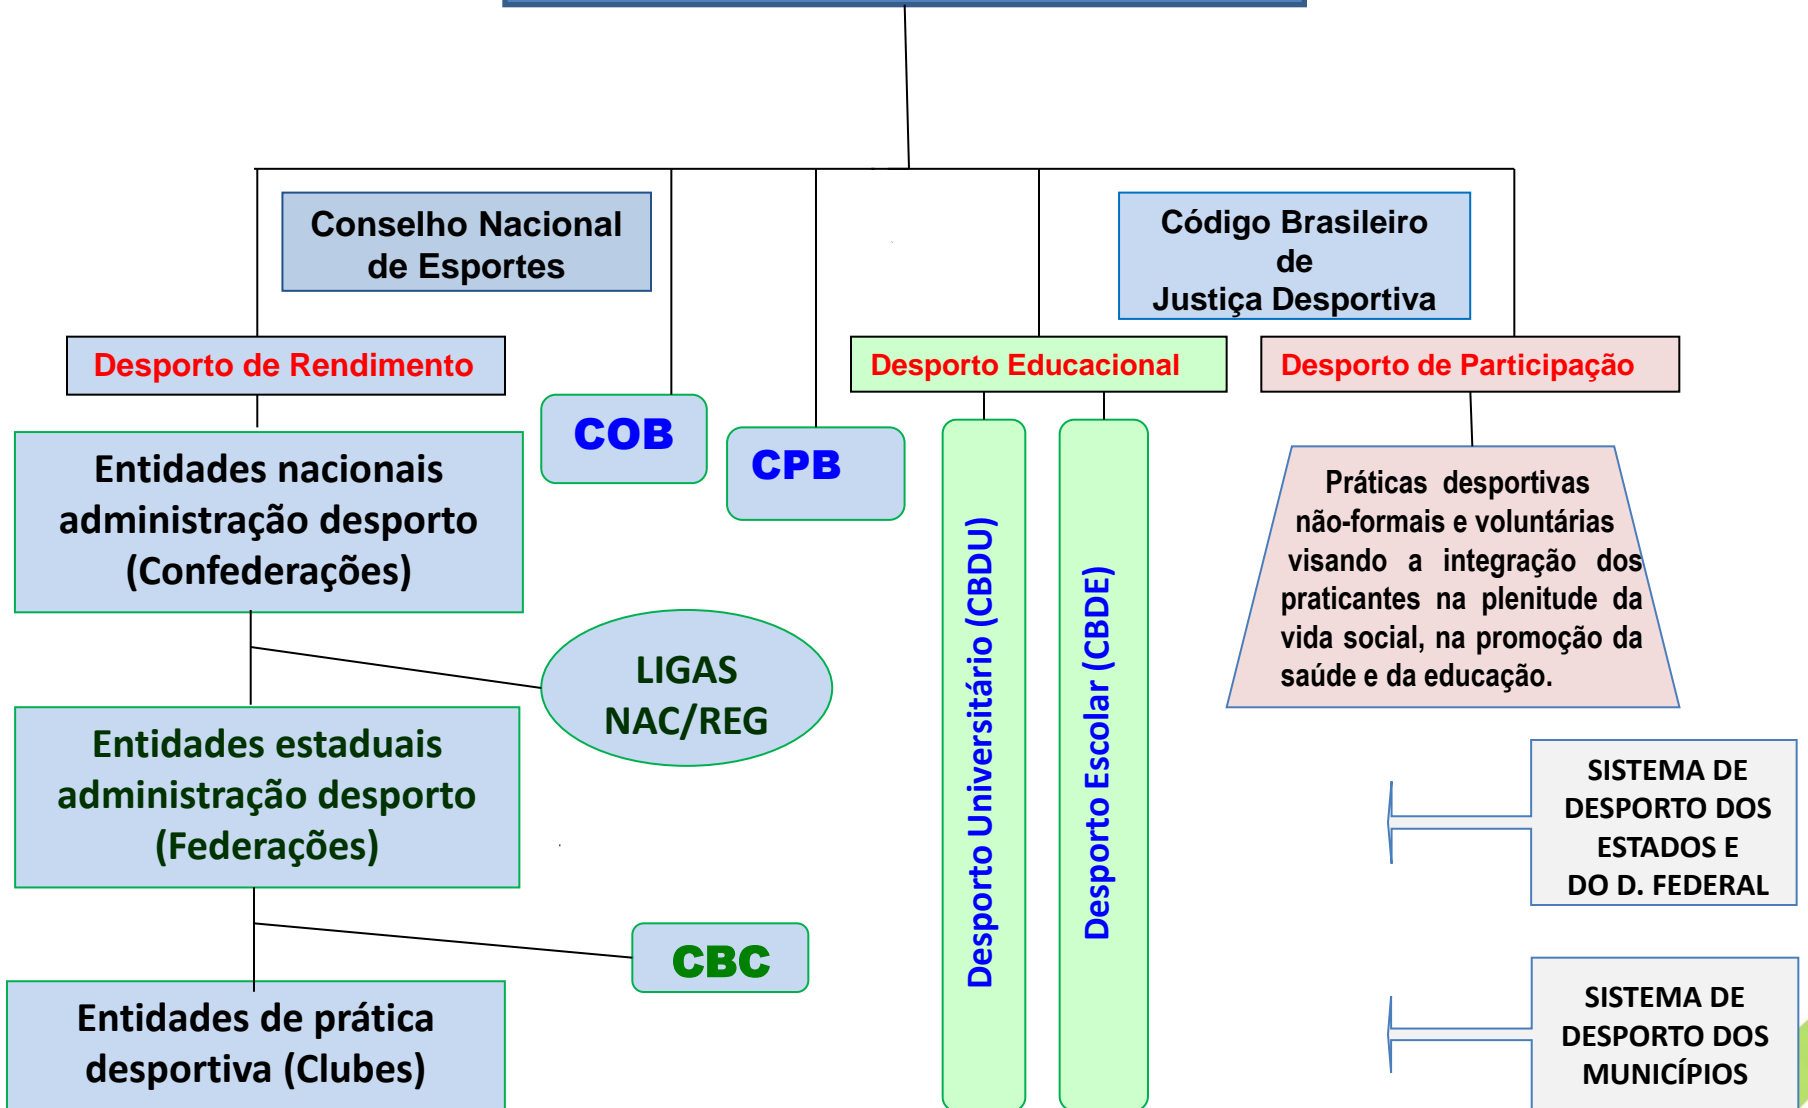 Conselho Nacional
de Esportes
Código Brasileiro
de
Justiça Desportiva
Desporto de Rendimento
Desporto Educacional
Desporto de Participação
COB
CPB
Entidades nacionais
administração desporto
(Confederações)
LIGAS
NAC/REG
Entidades estaduais
administração desporto
(Federações)
CBC
Entidades de prática
desportiva (Clubes)
Desporto Universitário (CBDU)
Desporto Escolar (CBDE)
Práticas desportivas
não-formais e voluntárias
visando a integração dos
praticantes na plenitude da
vida social, na promoção da
saúde e da educação.
SISTEMA DE
DESPORTO DOS
ESTADOS E
DO D. FEDERAL
SISTEMA DE
DESPORTO DOS
MUNICÍPIOS